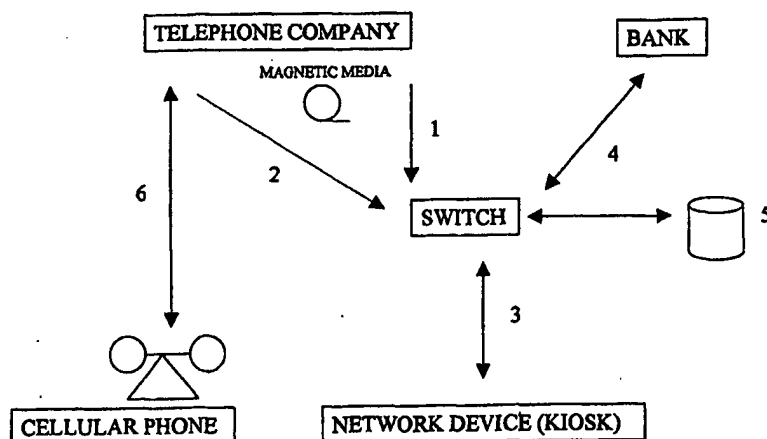 TELEPHONE COMPANY
BANK
MAGNETIC MEDIA
1
2
4
6
SWITCH
5
3
CELLULAR PHONE
NETWORK DEVICE (KIOSK)